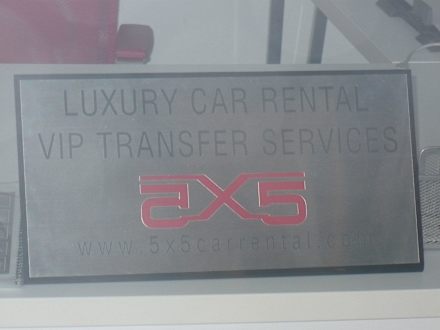 LUXURY CAR RENTAL
VIP TRANSFER SERVICES
5X5
www.5x5carrental.com